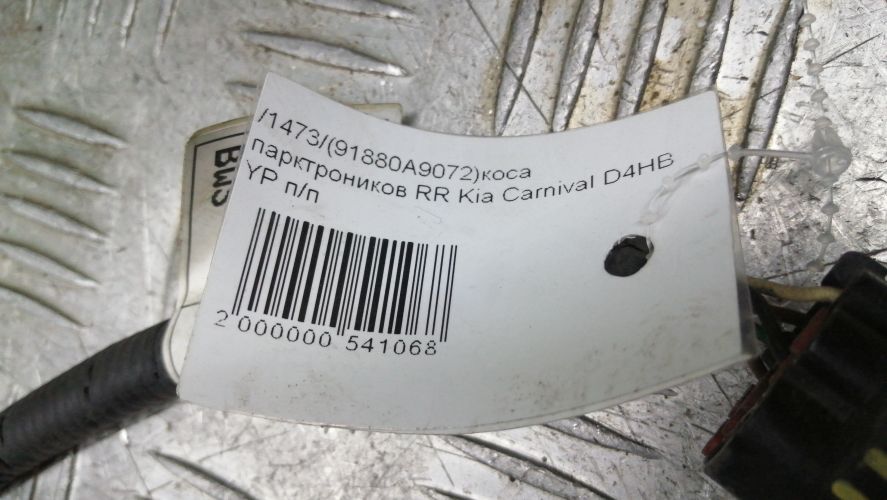 /1473/(91880A9072)коса
парктроников RR Kia Carnival D4HB
YP п/п
2 000000 541068